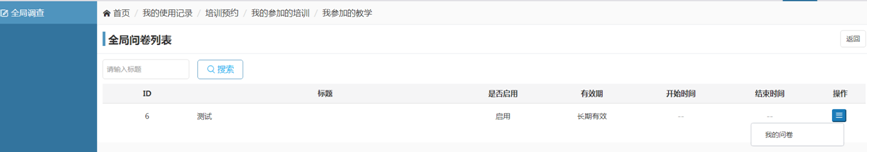 全局调查
首页 / 我的使用记录 / 培训预约 / 我的参加的培训 / 我参加的教学
全局问卷列表
返回
请输入标题 搜索
ID 标题 是否启用 有效期 开始时间 结束时间 操作
6 测试 启用 长期有效 -- --
我的问卷